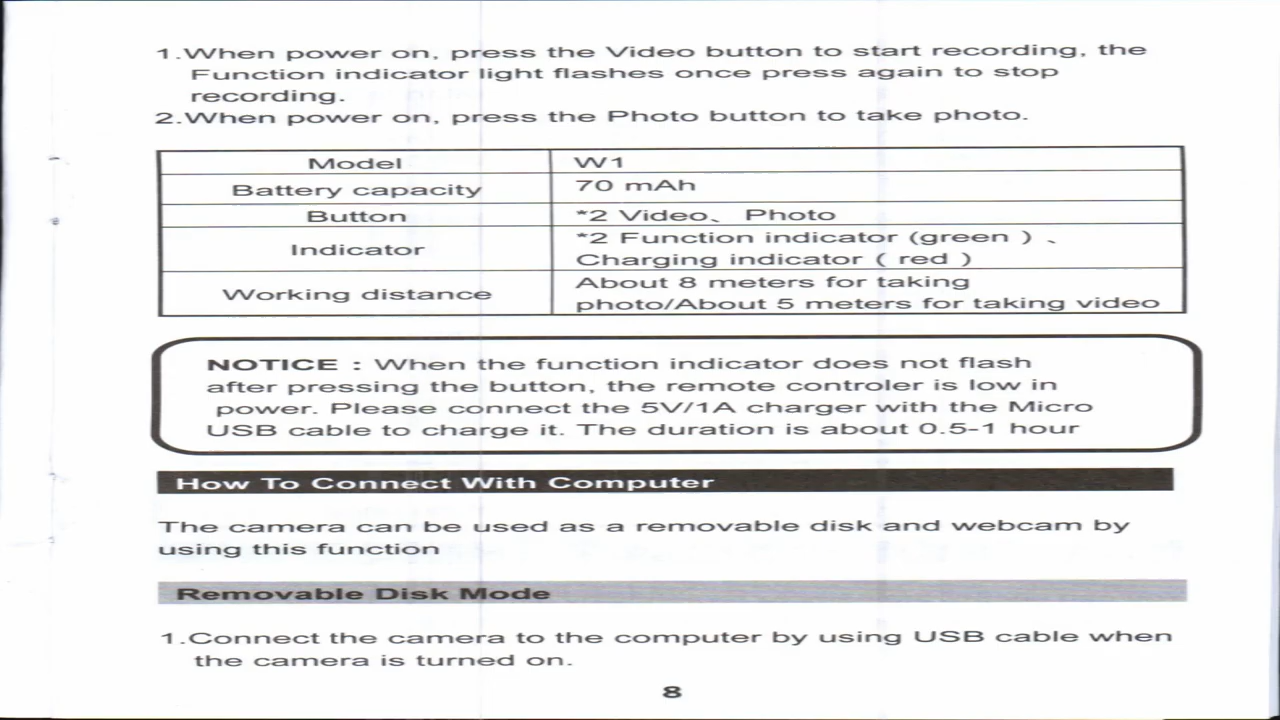 1.When power on, press the Video button to start recording, the
Function indicator light flashes once press again to stop
recording.
2.When power on, press the Photo button to take photo.
Model W1
Battery capacity 70 mAh
Button *2 Video、 Photo
Indicator *2 Function indicator (green ) 、
Charging indicator ( red )
Working distance About 8 meters for taking
photo/About 5 meters for taking video
NOTICE : When the function indicator does not flash
after pressing the button, the remote controler is low in
power. Please connect the 5V/1A charger with the Micro
USB cable to charge it. The duration is about 0.5-1 hour
How To Connect With Computer
The camera can be used as a removable disk and webcam by
using this function
Removable Disk Mode
1.Connect the camera to the computer by using USB cable when
the camera is turned on.
8